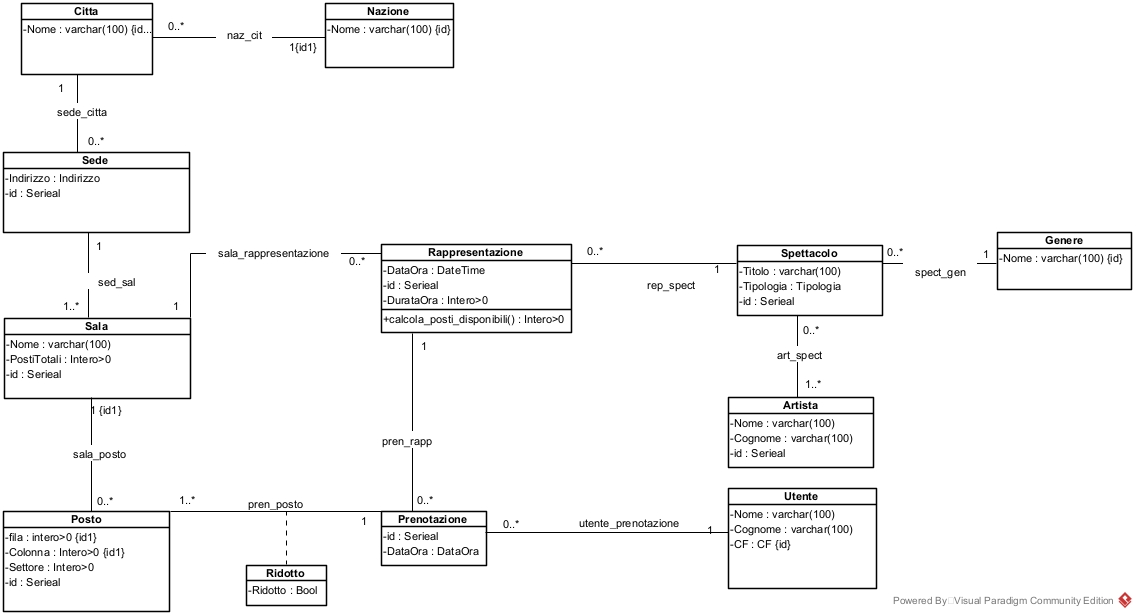 Citta
-Nome : varchar(100) {id...
0..*
naz_cit
1{id1}
Nazione
-Nome : varchar(100) {id}
1
sede_citta
0..*
Sede
-Indirizzo : Indirizzo
-id : Serieal
1
sed_sal
1..*
1
sala_rappresentazione
0..*
Rappresentazione
-DataOra : DateTime
-id : Serieal
-DurataOra : Intero>0
+calcola_posti_disponibili() : Intero>0
0..*
rep_spect
1
Spettacolo
-Titolo : varchar(100)
-Tipologia : Tipologia
-id : Serieal
0..*
spect_gen
1
Genere
-Nome : varchar(100) {id}
Sala
-Nome : varchar(100)
-PostiTotali : Intero>0
-id : Serieal
1 {id1}
sala_posto
0..*
1
pren_rapp
0..*
0..*
art_spect
1..*
Artista
-Nome : varchar(100)
-Cognome : varchar(100)
-id : Serieal
Posto
-fila : intero>0 {id1}
-Colonna : Intero>0 {id1}
-Settore : Intero>0
-id : Serieal
1..*
pren_posto
1
Prenotazione
-id : Serieal
-DataOra : DataOra
0..*
utente_prenotazione
1
Utente
-Nome : varchar(100)
-Cognome : varchar(100)
-CF : CF {id}
Ridotto
-Ridotto : Bool
Powered By Visual Paradigm Community Edition